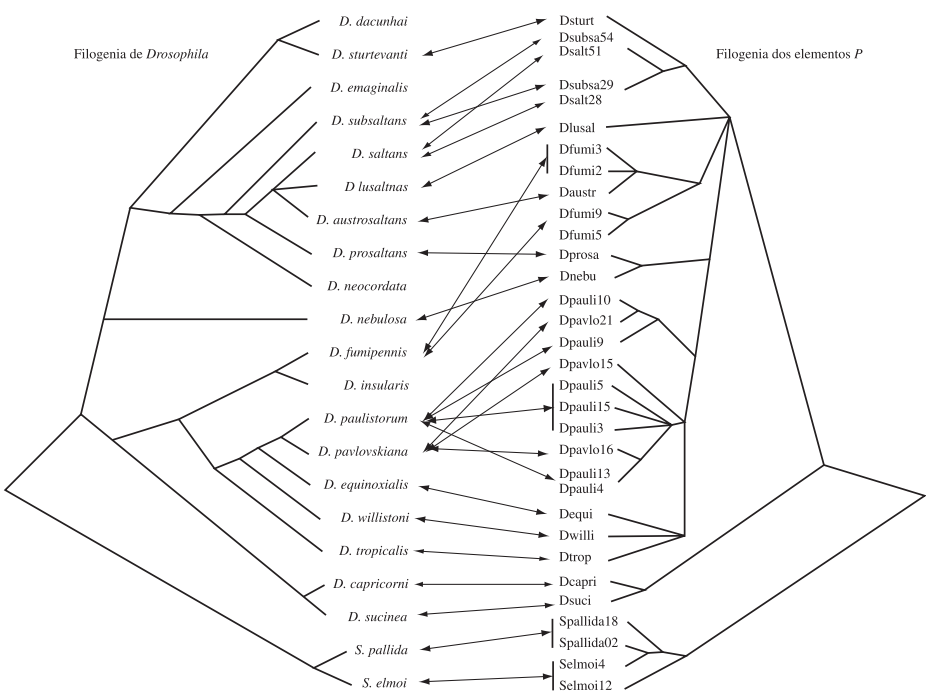 Filogenia de Drosophila
Filogenia dos elementos P
D. dacunhai
D. sturtevanti
D. emaginalis
D. subsaltans
D. saltans
D lusaltnas
D. austrosaltans
D. prosaltans
D. neocordata
D. nebulosa
D. fumipennis
D. insularis
D. paulistorum
D. pavlovskiana
D. equinoxialis
D. willistoni
D. tropicalis
D. capricorni
D. sucinea
S. pallida
S. elmoi
Dsturt
Dsubsa54
Dsalt51
Dsubsa29
Dsalt28
Dlusal
Dfumi3
Dfumi2
Daustr
Dfumi9
Dfumi5
Dprosa
Dnebu
Dpauli10
Dpavlo21
Dpauli9
Dpavlo15
Dpauli5
Dpauli15
Dpauli3
Dpavlo16
Dpauli13
Dpauli4
Dequi
Dwilli
Dtrop
Dcapri
Dsuci
Spallida18
Spallida02
Selmoi4
Selmoi12